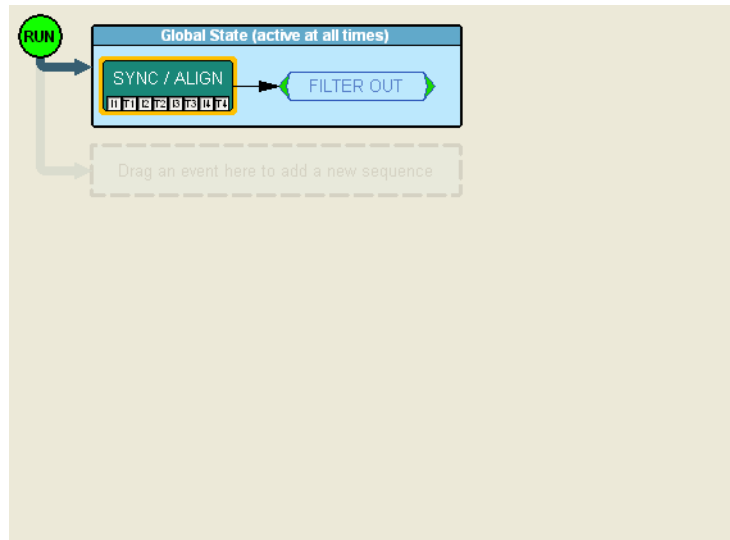 RUN
Global State (active at all times)
SYNC / ALIGN
I1 T1 I2 T2 I3 T3 I4 T4
FILTER OUT
Drag an event here to add a new sequence